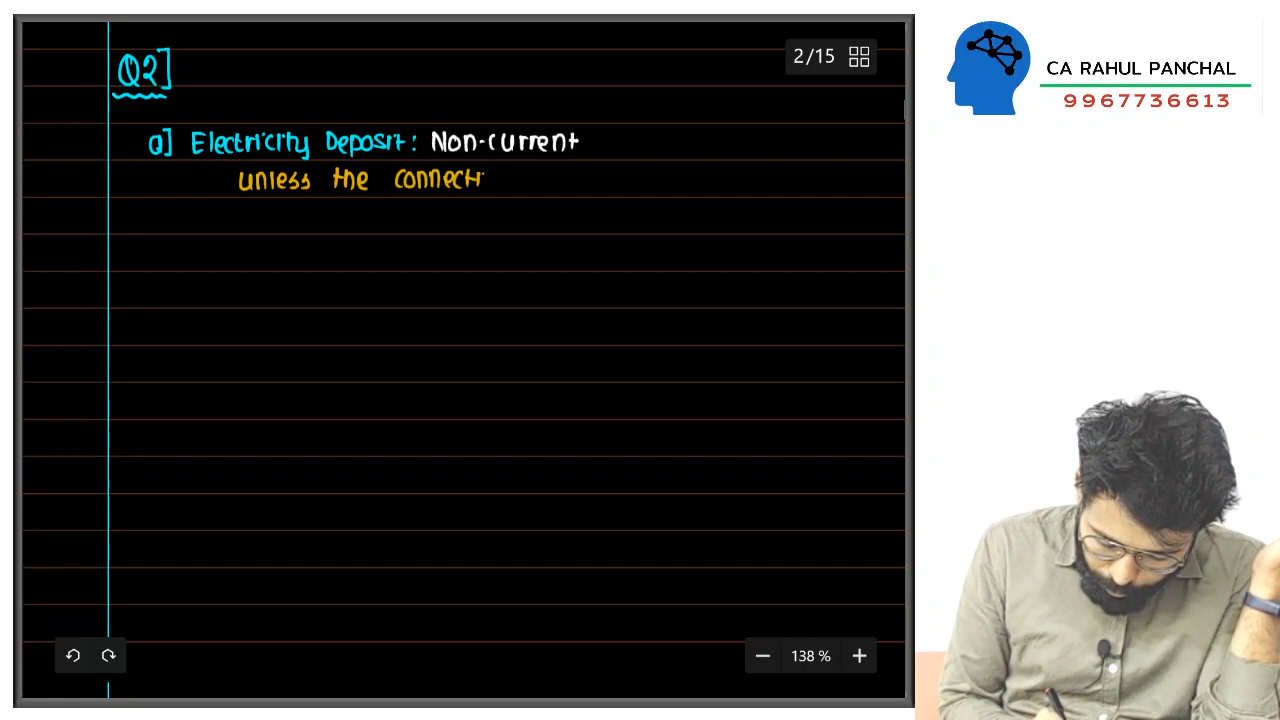 Q2]
2/15
CA RAHUL PANCHAL
9967736613
a] Electricity Deposit: Non-current
unless the connecti
138 %